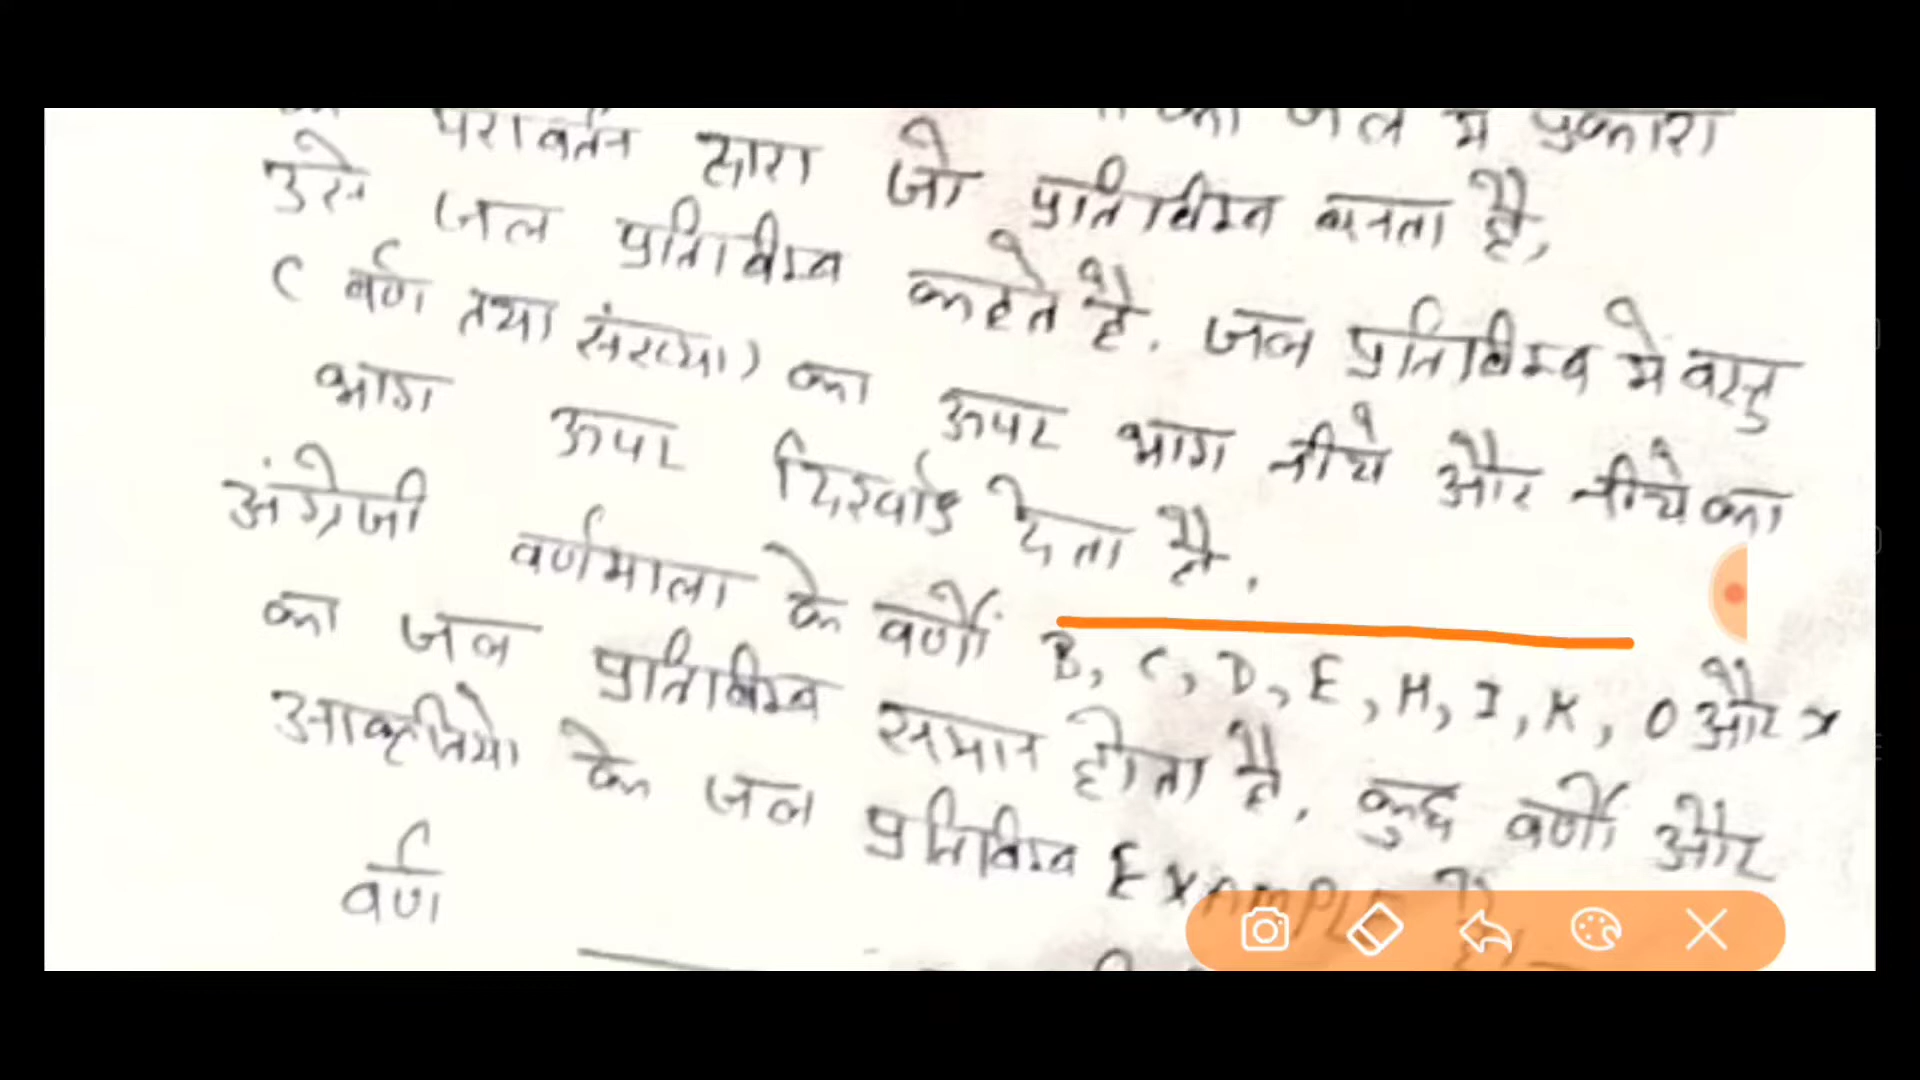 परावर्तन द्वारा जो प्रतिबिम्ब बनता है,
उसे जल प्रतिबिम्ब कहते है. जल प्रतिबिम्ब मे वस्तु
( वर्ण तथा संख्या) का ऊपर भाग नीचे और नीचे का
भाग ऊपर दिखाई देता है.
अंग्रेजी वर्णमाला के वर्णों B, C, D, E, H, I, K, O और X
का जल प्रतिबिम्ब समान होता है. कुछ वर्णों और
आकृतियो के जल प्रतिबिम्ब EXAMPLE है
वर्ण